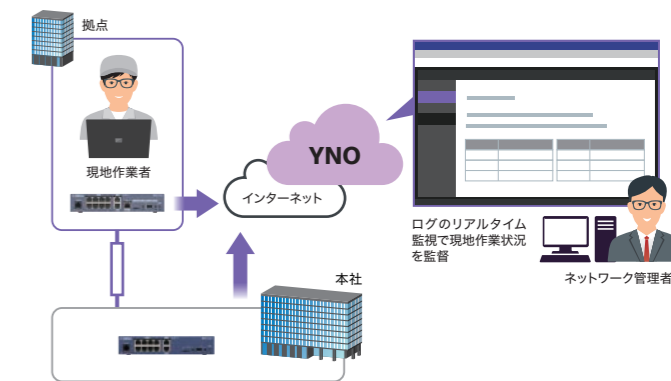 拠点
現地作業者
YNO
インターネット
本社
ログのリアルタイム
監視で現地作業状況
を監督
ネットワーク管理者